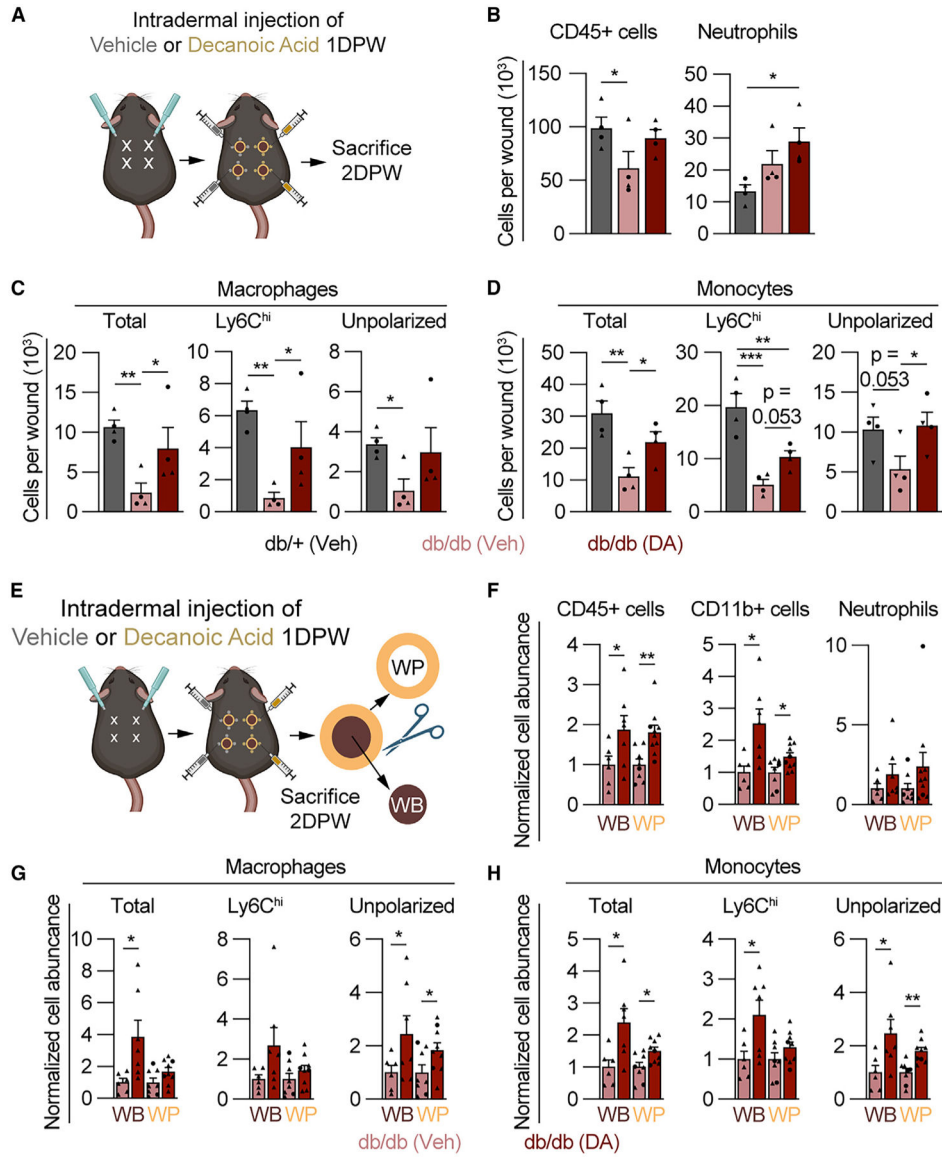 A
Intradermal injection of
Vehicle or Decanoic Acid 1DPW
X X
X X
Sacrifice
2DPW
B
CD45+ cells
Neutrophils
Cells per wound (10³)
150
100
50
0
*
50
40
30
20
10
0
*
C
Macrophages
Total
Ly6Chi
Unpolarized
Cells per wound (10³)
20
15
10
5
0
** *
10
8
6
4
2
0
** *
8
6
4
2
0
*
D
Monocytes
Total
Ly6Chi
Unpolarized
Cells per wound (10³)
50
40
30
20
10
0
** *
30
20
10
0
**
***
p =
0.053
20
15
10
5
0
p =
0.053
*
db/+ (Veh) db/db (Veh) db/db (DA)
E
Intradermal injection of
Vehicle or Decanoic Acid 1DPW
X X
X X
Sacrifice
2DPW
WP
WB
F
CD45+ cells
CD11b+ cells
Neutrophils
Normalized cell abuncance
4
3
2
1
0
* **
WB WP
5
4
3
2
1
0
* *
WB WP
10
5
0
WB WP
G
Macrophages
Total
Ly6Chi
Unpolarized
Normalized cell abuncance
10
8
6
4
2
0
*
WB WP
8
6
4
2
0
WB WP
6
4
2
0
* *
WB WP
H
Monocytes
Total
Ly6Chi
Unpolarized
Normalized cell abuncance
5
4
3
2
1
0
* *
WB WP
4
3
2
1
0
*
WB WP
6
4
2
0
* **
WB WP
db/db (Veh) db/db (DA)